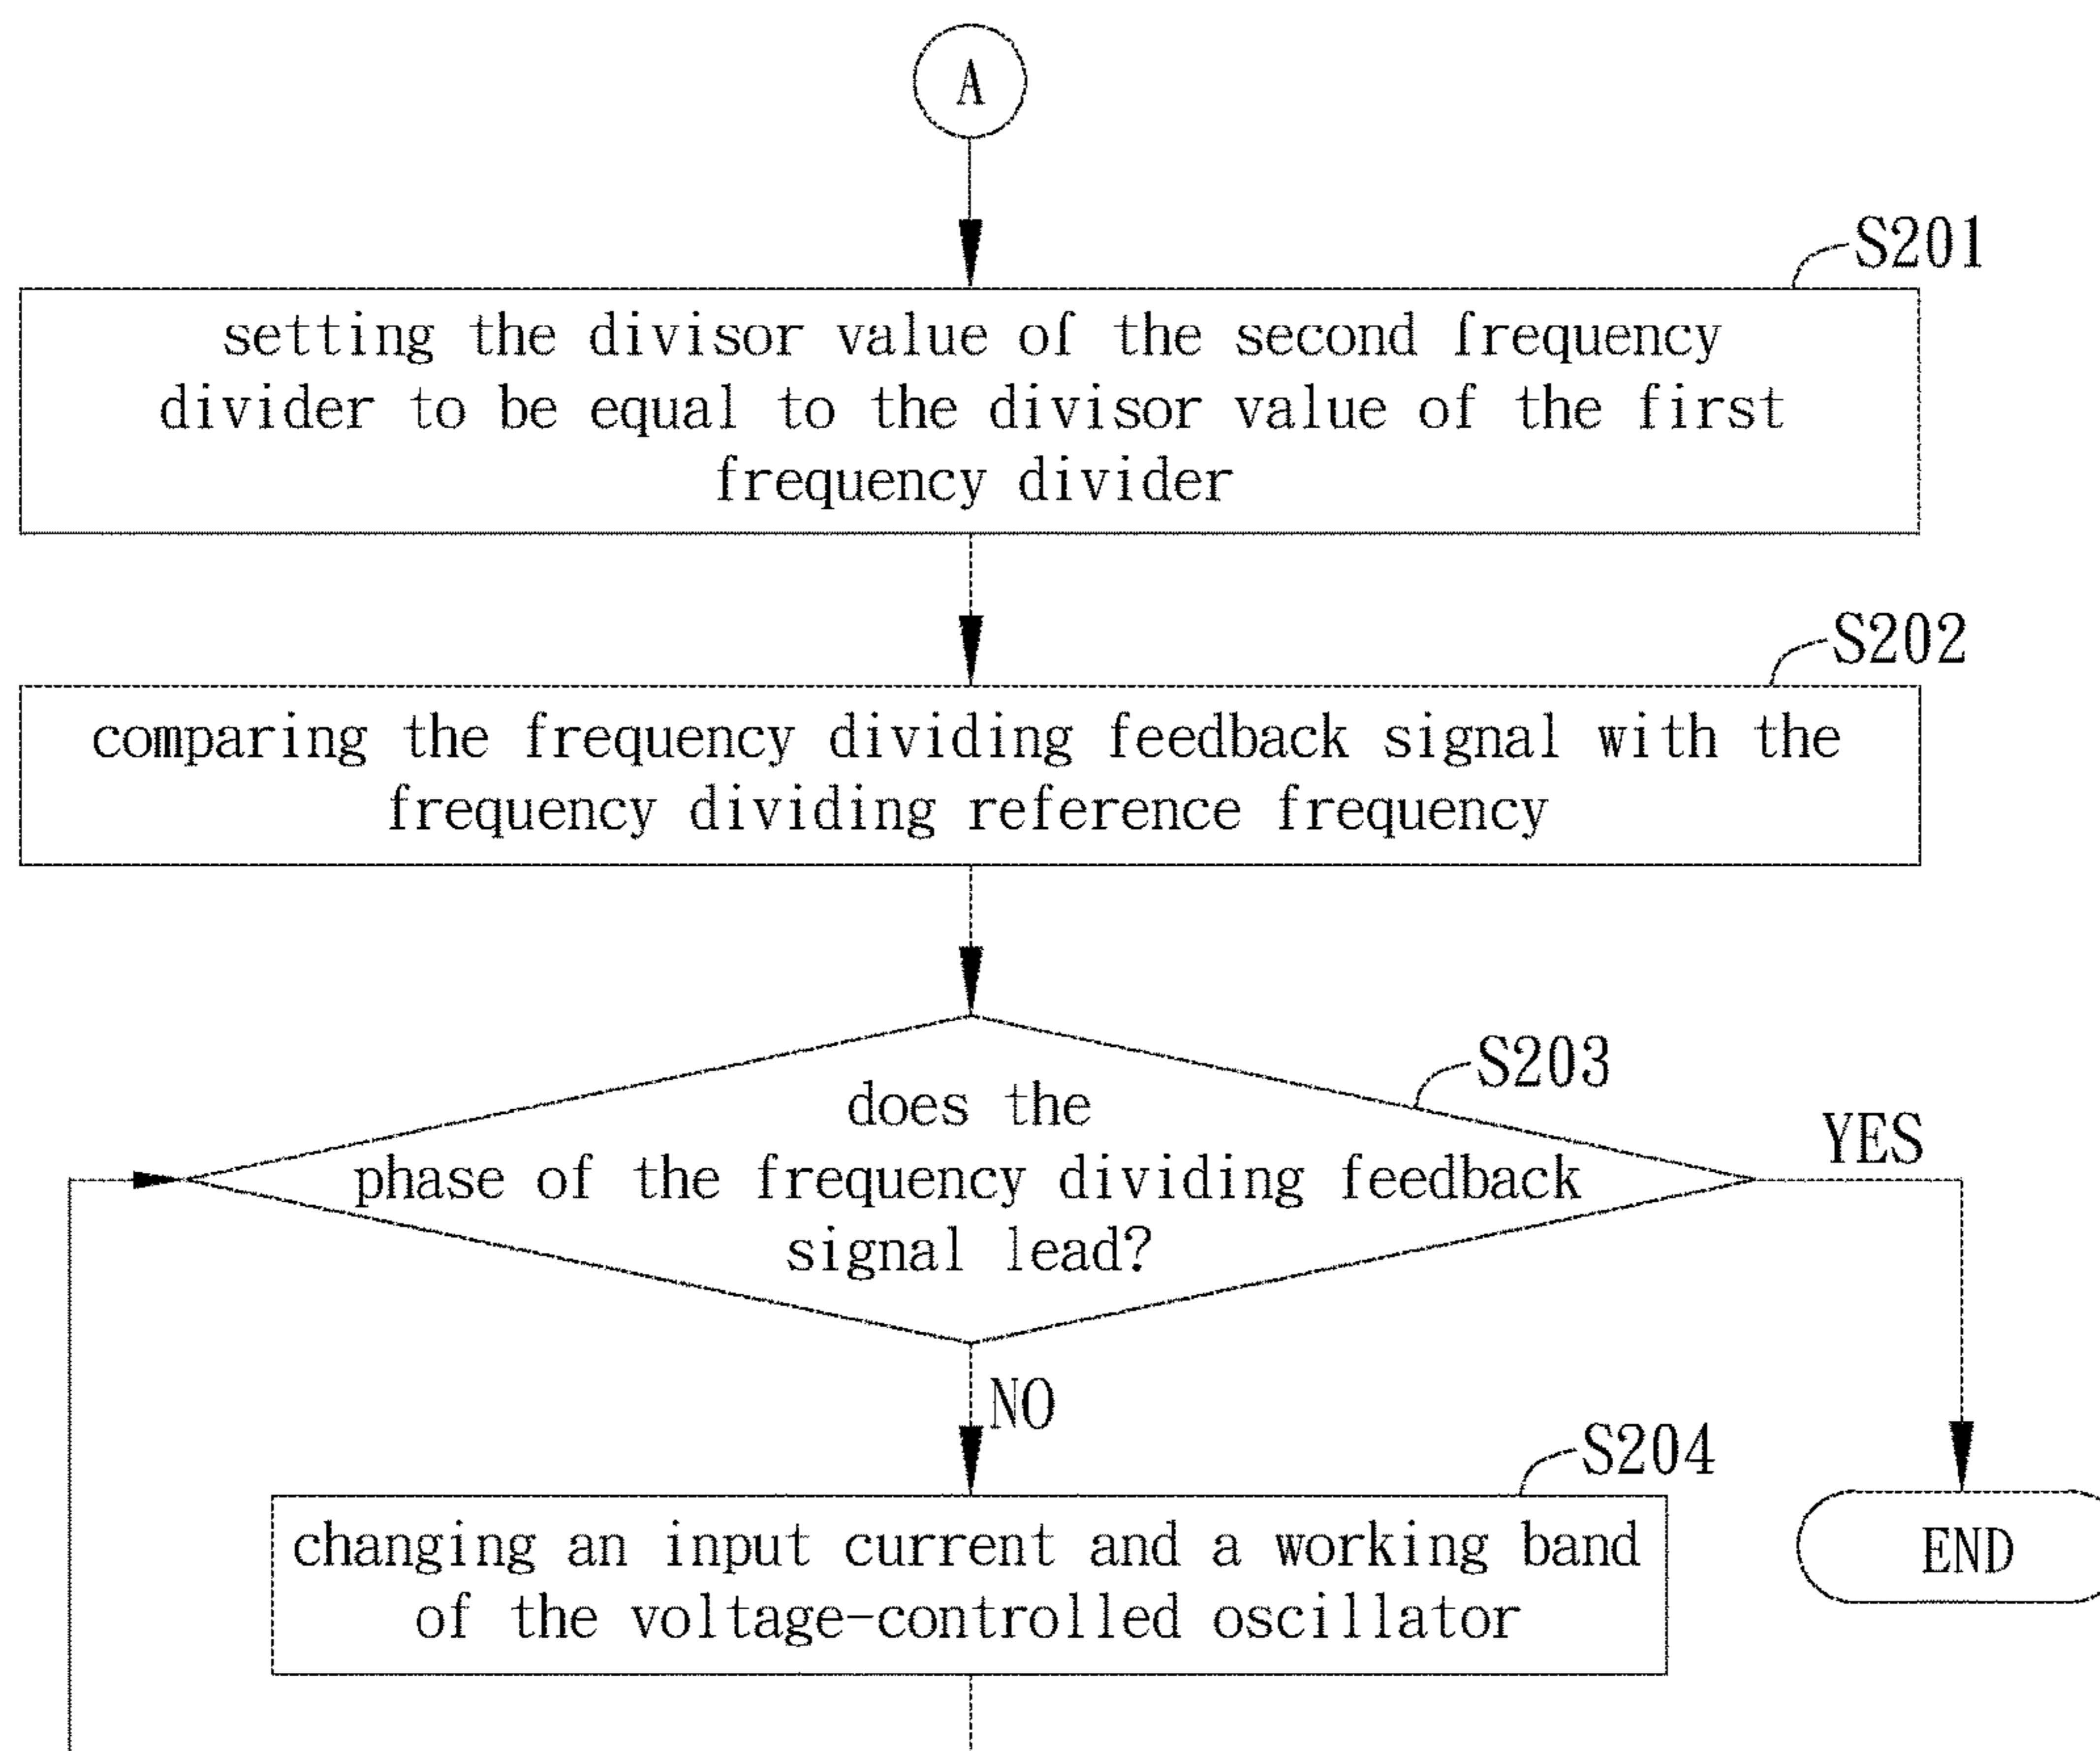 A
S201
setting the divisor value of the second frequency
divider to be equal to the divisor value of the first
frequency divider
S202
comparing the frequency dividing feedback signal with the
frequency dividing reference frequency
S203
does the
phase of the frequency dividing feedback
signal lead?
YES
NO
S204
changing an input current and a working band
of the voltage-controlled oscillator
END